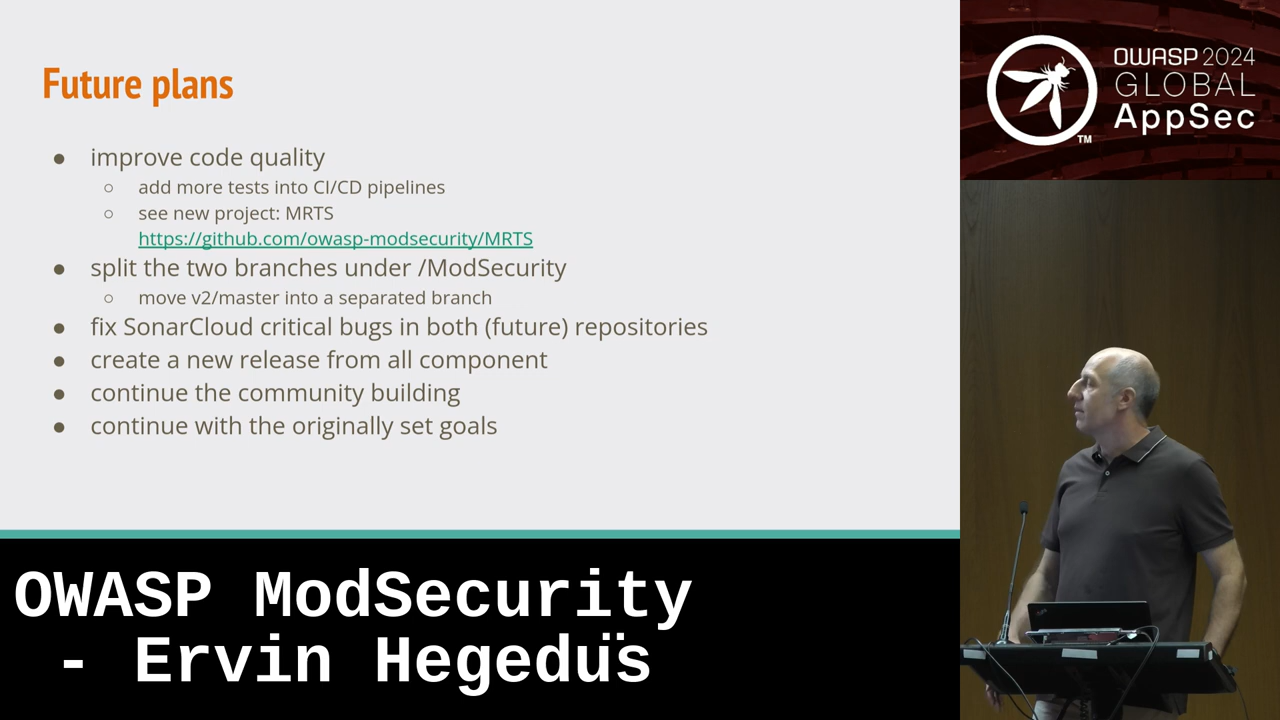 Future plans
● improve code quality
○ add more tests into CI/CD pipelines
○ see new project: MRTS
https://github.com/owasp-modsecurity/MRTS
● split the two branches under /ModSecurity
○ move v2/master into a separated branch
● fix SonarCloud critical bugs in both (future) repositories
● create a new release from all component
● continue the community building
● continue with the originally set goals
OWASP ModSecurity
- Ervin Hegedüs
OWASP 2024
GLOBAL
AppSec
TM